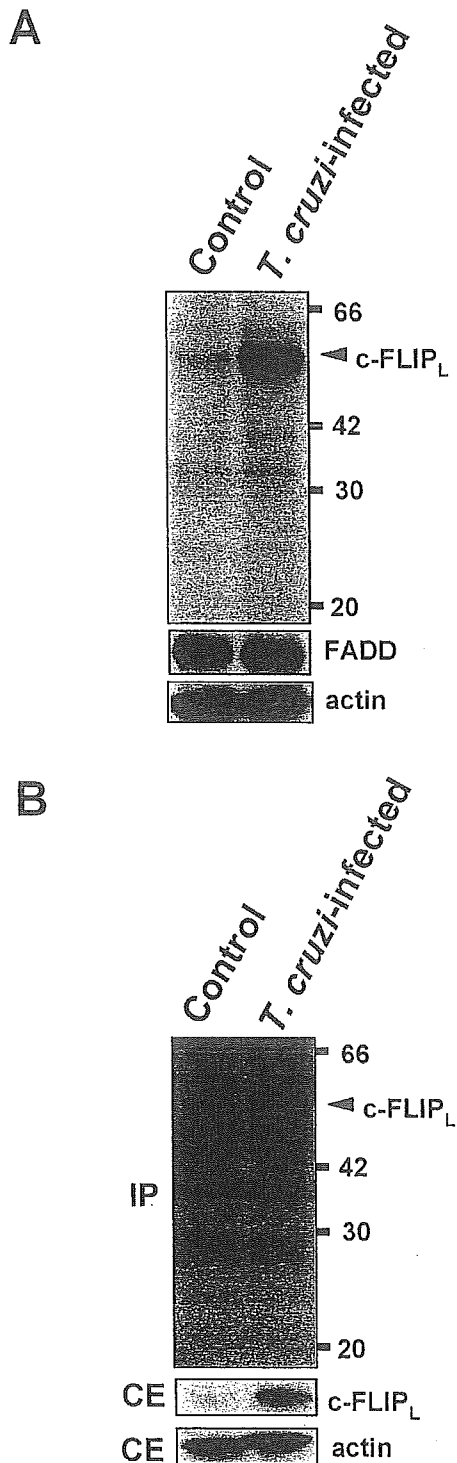 A
Control
T. cruzi-infected
66
c-FLIPL
42
30
20
FADD
actin
B
Control
T. cruzi-infected
66
c-FLIPL
42
IP
30
20
CE c-FLIPL
CE actin